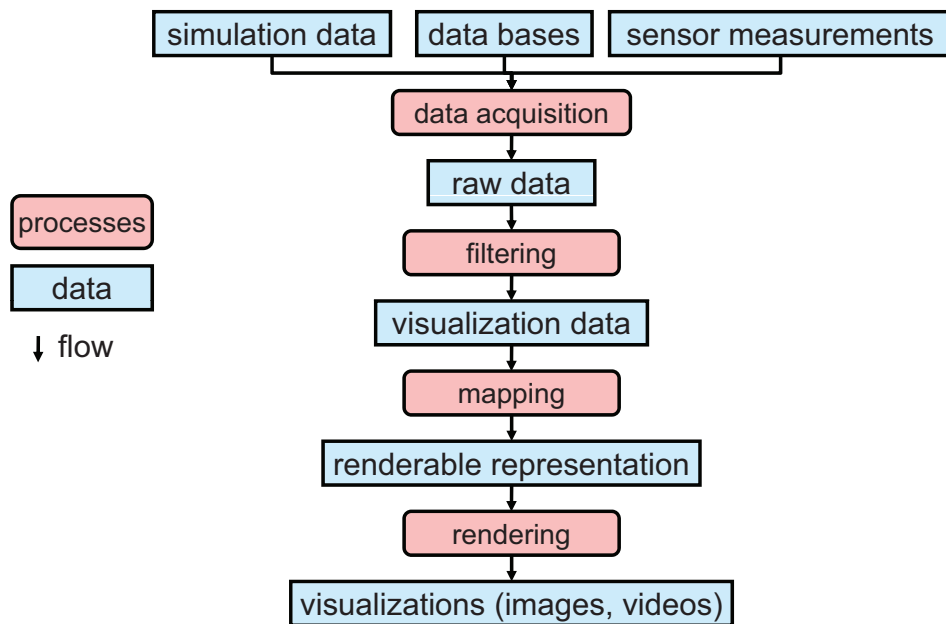 simulation data
data bases
sensor measurements
data acquisition
raw data
processes
filtering
data
visualization data
flow
mapping
renderable representation
rendering
visualizations (images, videos)